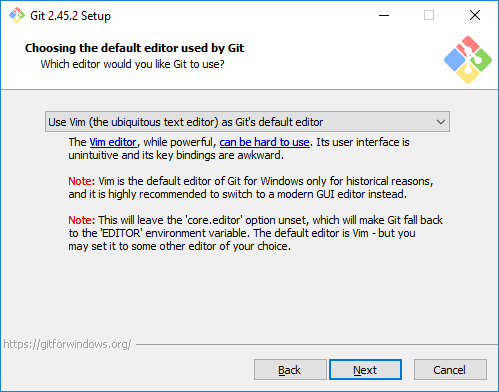 Git 2.45.2 Setup
Choosing the default editor used by Git
Which editor would you like Git to use?
Use Vim (the ubiquitous text editor) as Git's default editor
The Vim editor, while powerful, can be hard to use. Its user interface is
unintuitive and its key bindings are awkward.
Note: Vim is the default editor of Git for Windows only for historical reasons,
and it is highly recommended to switch to a modern GUI editor instead.
Note: This will leave the 'core.editor' option unset, which will make Git fall back
to the 'EDITOR' environment variable. The default editor is Vim - but you
may set it to some other editor of your choice.
https://gitforwindows.org/
Back
Next
Cancel